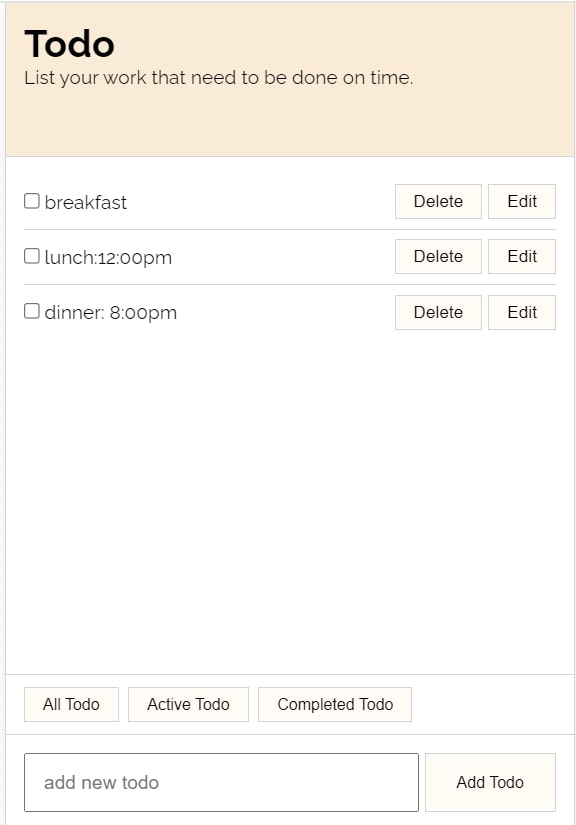 Todo
List your work that need to be done on time.
breakfast Delete Edit
lunch:12:00pm Delete Edit
dinner: 8:00pm Delete Edit
All Todo Active Todo Completed Todo
add new todo Add Todo